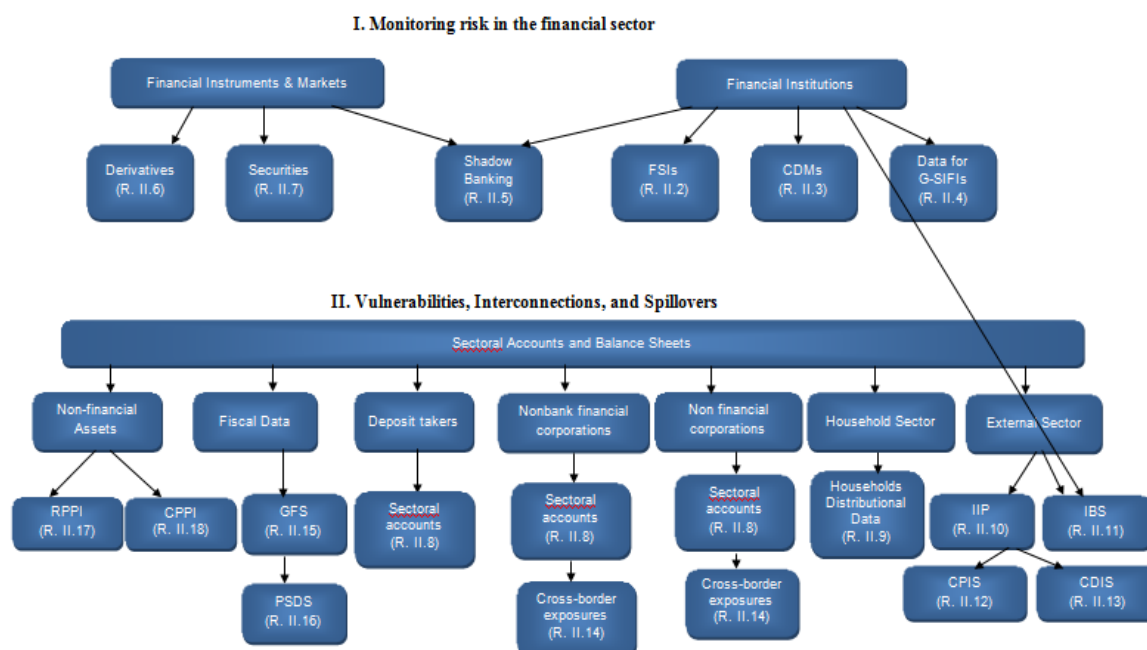 I. Monitoring risk in the financial sector
Financial Instruments & Markets
Financial Institutions
Derivatives
(R. II.6)
Securities
(R. II.7)
Shadow
Banking
(R. II.5)
FSIs
(R. II.2)
CDMs
(R. II.3)
Data for
G-SIFIs
(R. II.4)
II. Vulnerabilities, Interconnections, and Spillovers
Sectoral Accounts and Balance Sheets
Non-financial
Assets
Fiscal Data
Deposit takers
Nonbank financial
corporations
Non financial
corporations
Household Sector
External Sector
RPPI
(R. II.17)
CPPI
(R. II.18)
GFS
(R. II.15)
Sectoral
accounts
(R. II.8)
Sectoral
accounts
(R. II.8)
Sectoral
accounts
(R. II.8)
Households
Distributional
Data
(R. II.9)
IIP
(R. II.10)
IBS
(R. II.11)
PSDS
(R. II.16)
Cross-border
exposures
(R. II.14)
Cross-border
exposures
(R. II.14)
CPIS
(R. II.12)
CDIS
(R. II.13)